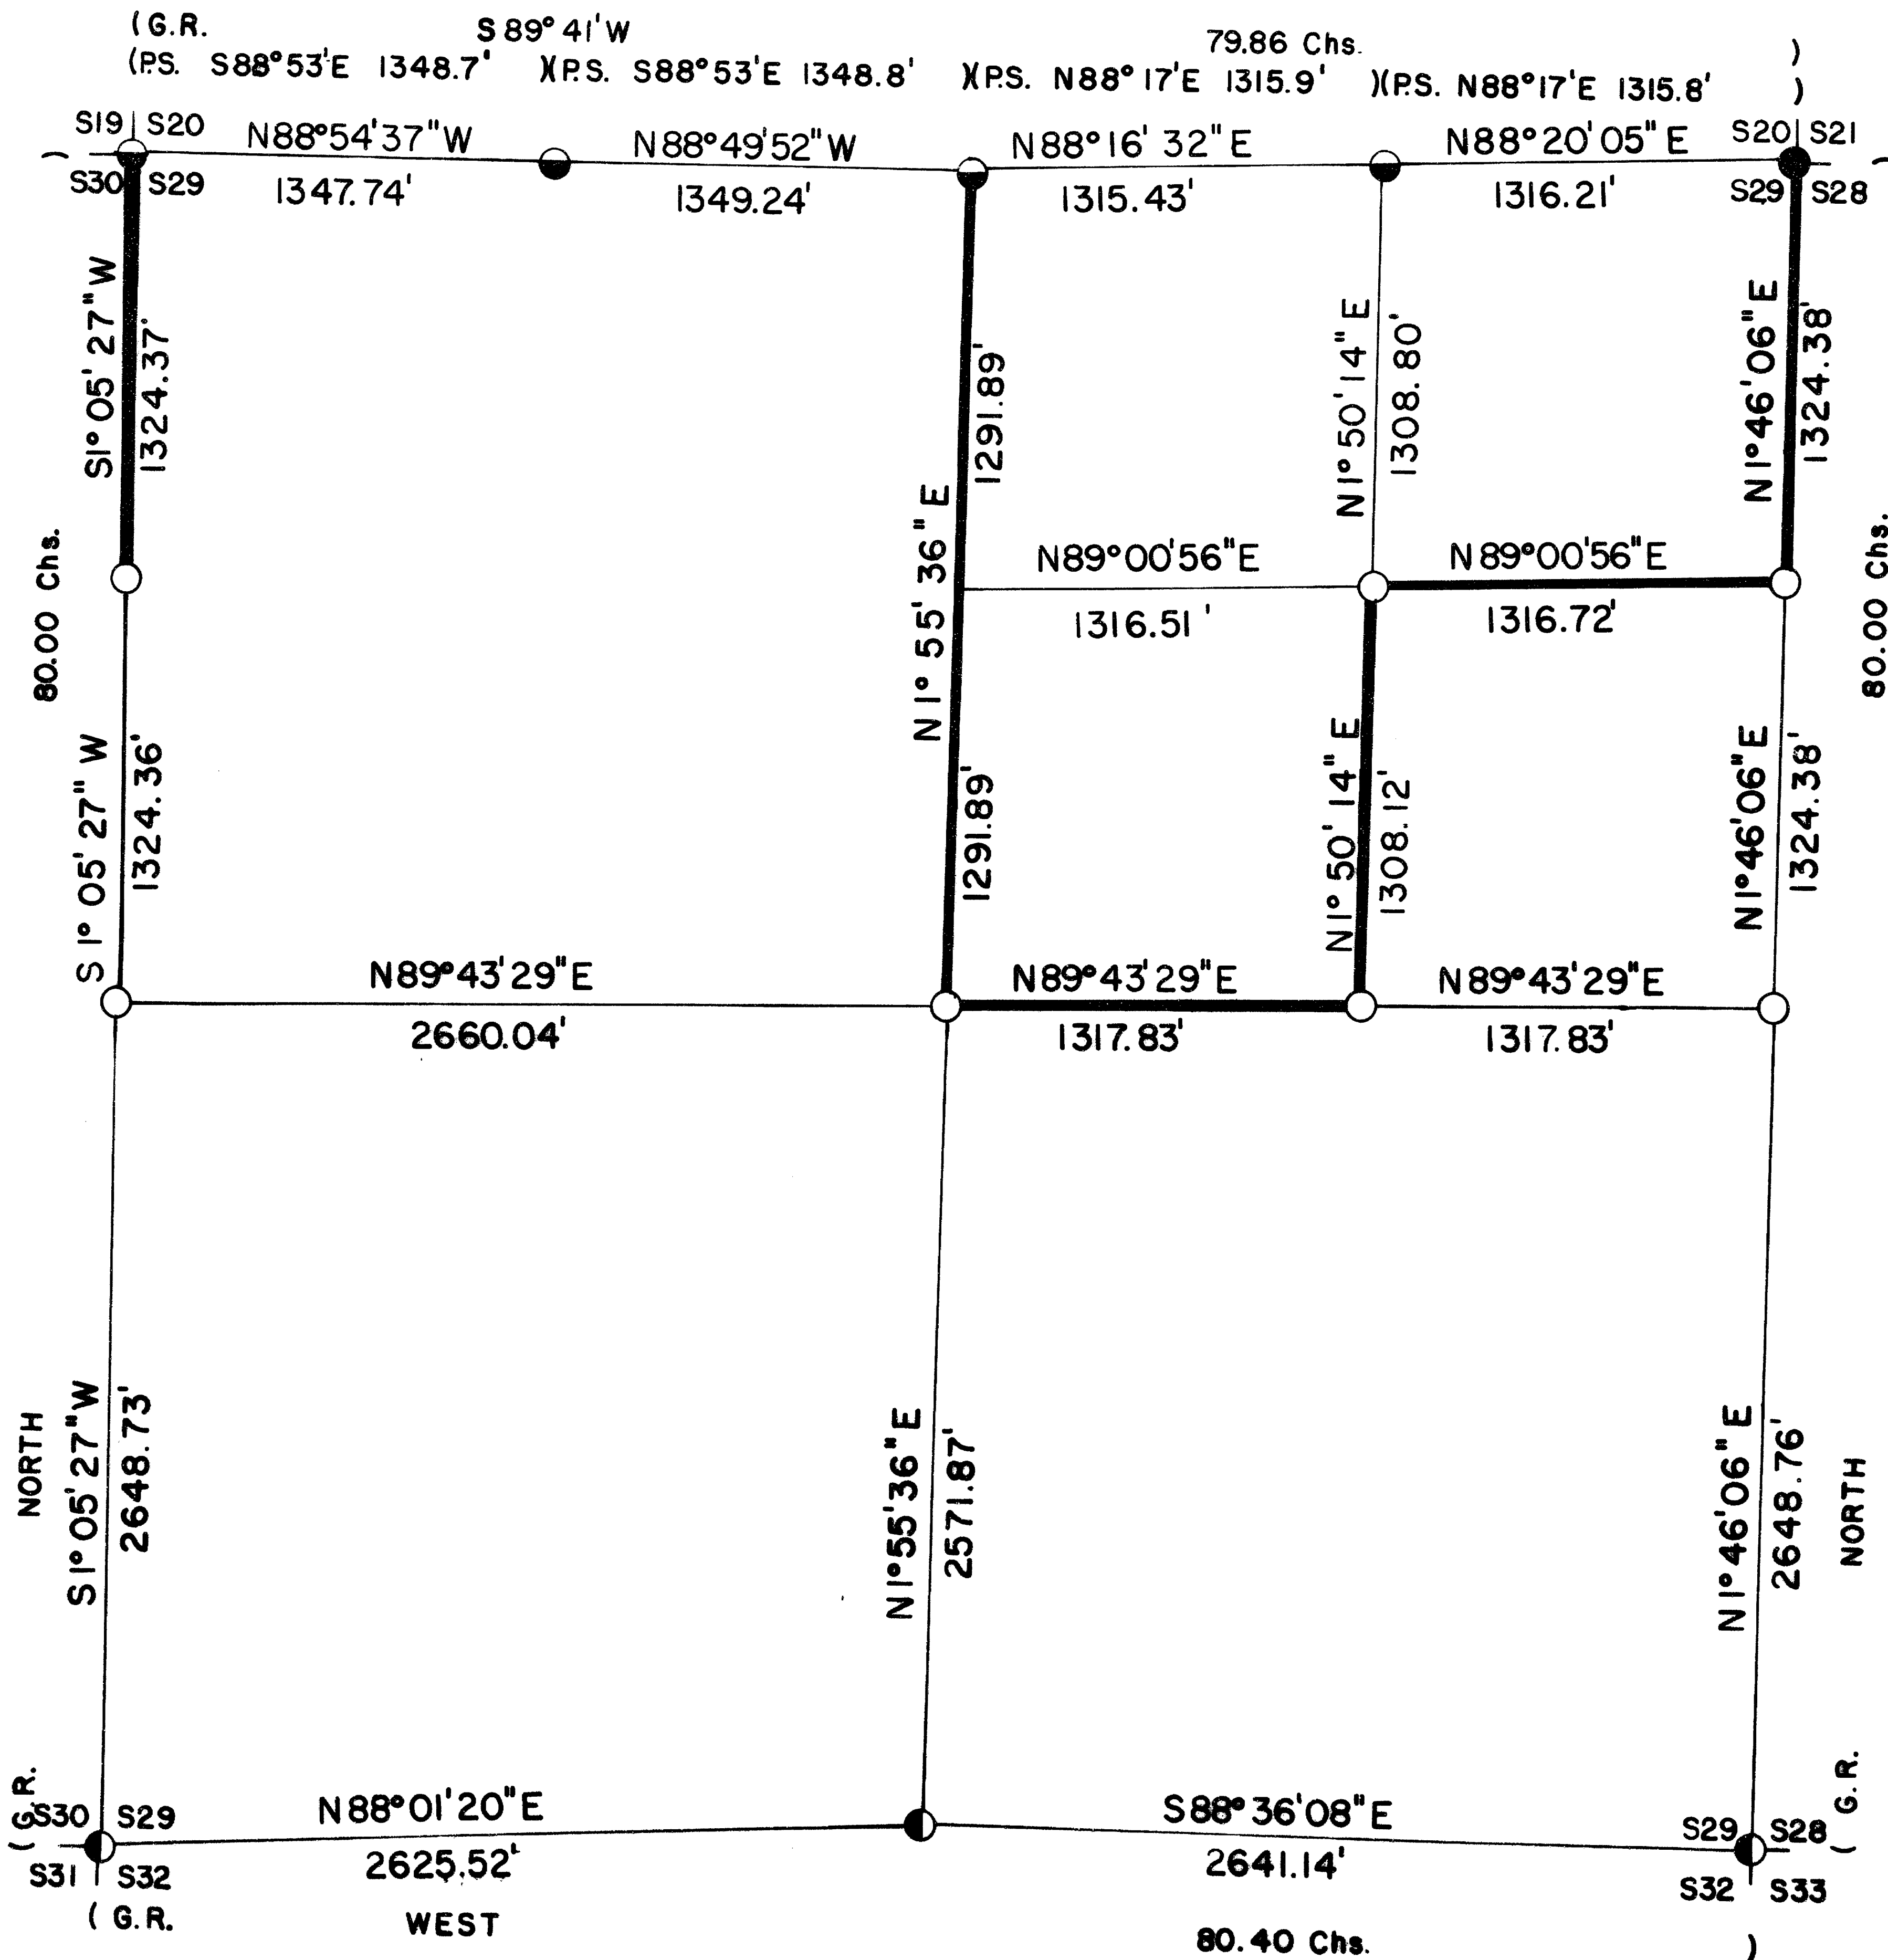 (G.R. S 89° 41' W 79.86 Chs. )
(P.S. S88°53'E 1348.7' )(P.S. S88°53'E 1348.8' )(P.S. N88°17'E 1315.9' )(P.S. N88°17'E 1315.8' )
S19 S20
S20 S21
N88°54'37"W
N88°49'52"W
N88°16'32"E
N88°20'05"E
)
)
S30 S29
S29 S28
1347.74'
1349.24'
1315.43'
1316.21'
S1°05'27"W
1324.37'
1291.89'
N1°50'14"E
1308.80'
N1°46'06"E
1324.38'
80.00 Chs.
N1°55'36"E
N89°00'56"E
N89°00'56"E
80.00 Chs.
1316.51'
1316.72'
S1°05'27"W
1324.36'
1291.89'
N1°50'14"E
1308.12'
N1°46'06"E
1324.38'
N89°43'29"E
N89°43'29"E
N89°43'29"E
2660.04'
1317.83'
1317.83'
NORTH
S1°05'27"W
2648.73'
N1°55'36"E
2571.87'
N1°46'06"E
2648.76'
NORTH
(G.R.
(G.R.
S30 S29
N88°01'20"E
S88°36'08"E
S29 S28
S31 S32
2625.52'
2641.14'
S32 S33
(G.R. WEST 80.40 Chs. )